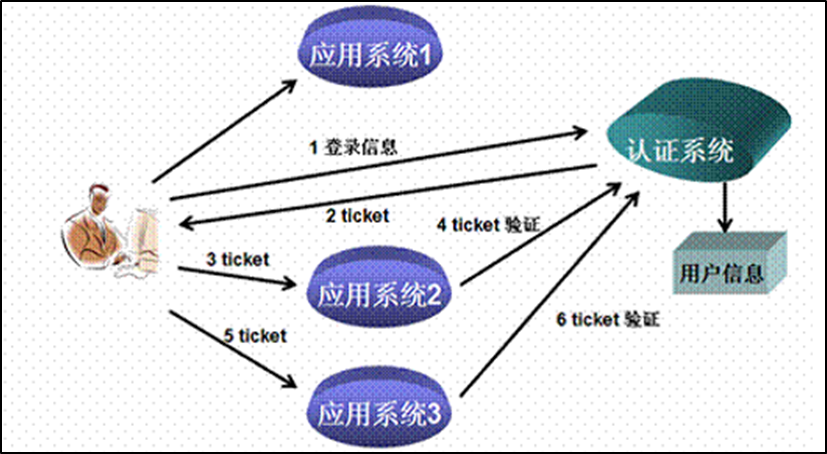 应用系统1
1 登录信息
认证系统
2 ticket
4 ticket 验证
3 ticket
用户信息
应用系统2
5 ticket
6 ticket 验证
应用系统3